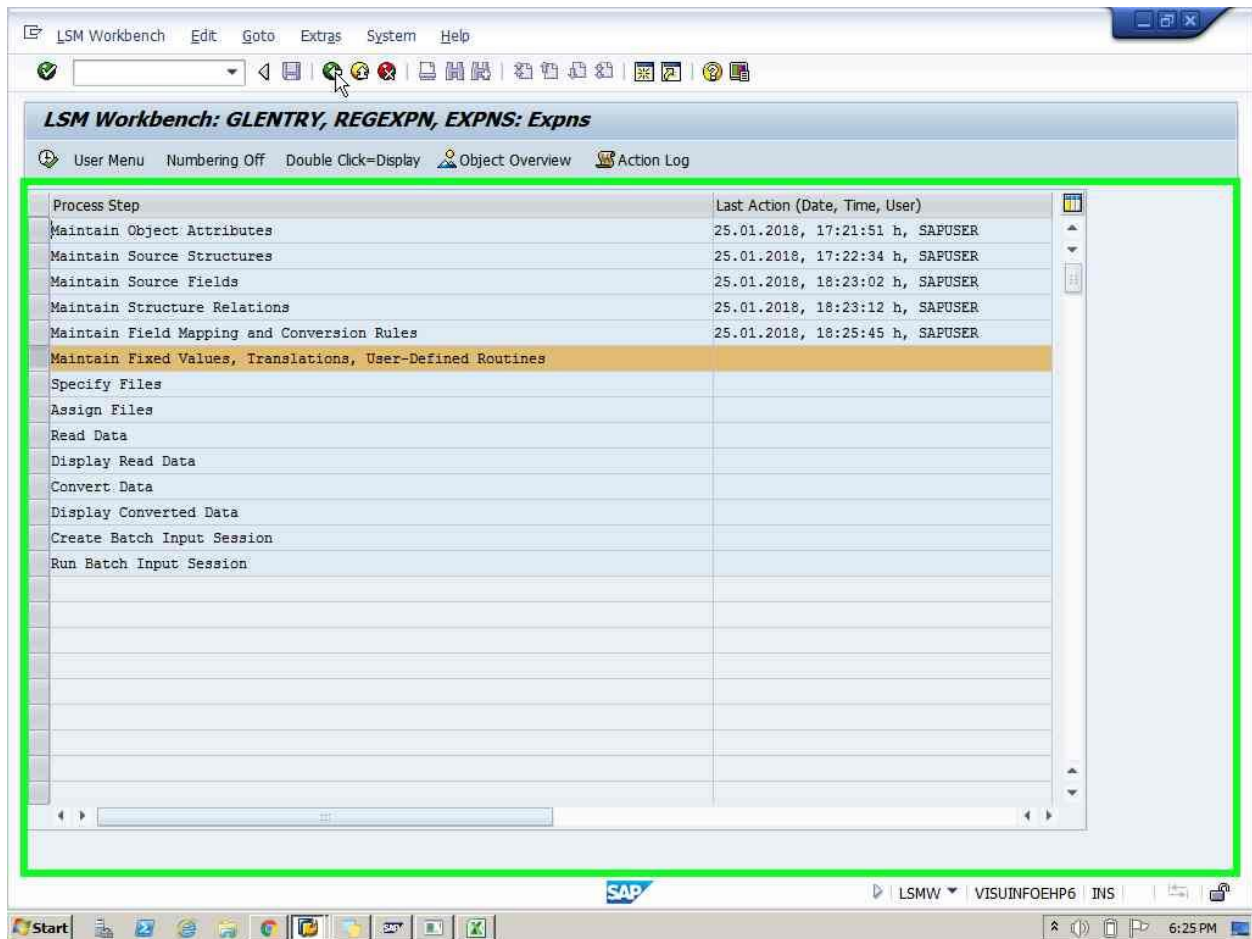 LSM Workbench Edit Goto Extras System Help
LSM Workbench: GLENTRY, REGEXPN, EXPNS: Expns
User Menu Numbering Off Double Click=Display Object Overview Action Log
Process Step Last Action (Date, Time, User)
Maintain Object Attributes 25.01.2018, 17:21:51 h, SAPUSER
Maintain Source Structures 25.01.2018, 17:22:34 h, SAPUSER
Maintain Source Fields 25.01.2018, 18:23:02 h, SAPUSER
Maintain Structure Relations 25.01.2018, 18:23:12 h, SAPUSER
Maintain Field Mapping and Conversion Rules 25.01.2018, 18:25:45 h, SAPUSER
Maintain Fixed Values, Translations, User-Defined Routines
Specify Files
Assign Files
Read Data
Display Read Data
Convert Data
Display Converted Data
Create Batch Input Session
Run Batch Input Session
SAP LSMW VISUINFOEHP6 INS
Start 6:25 PM